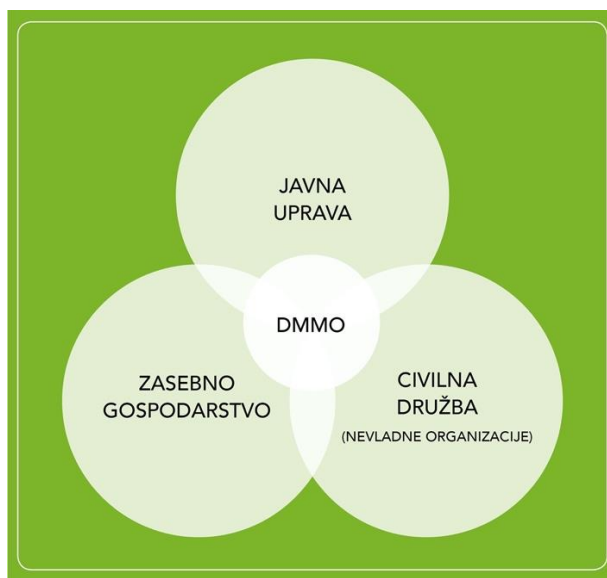 JAVNA
UPRAVA
DMMO
ZASEBNO
GOSPODARSTVO
CIVILNA
DRUŽBA
(NEVLADNE ORGANIZACIJE)